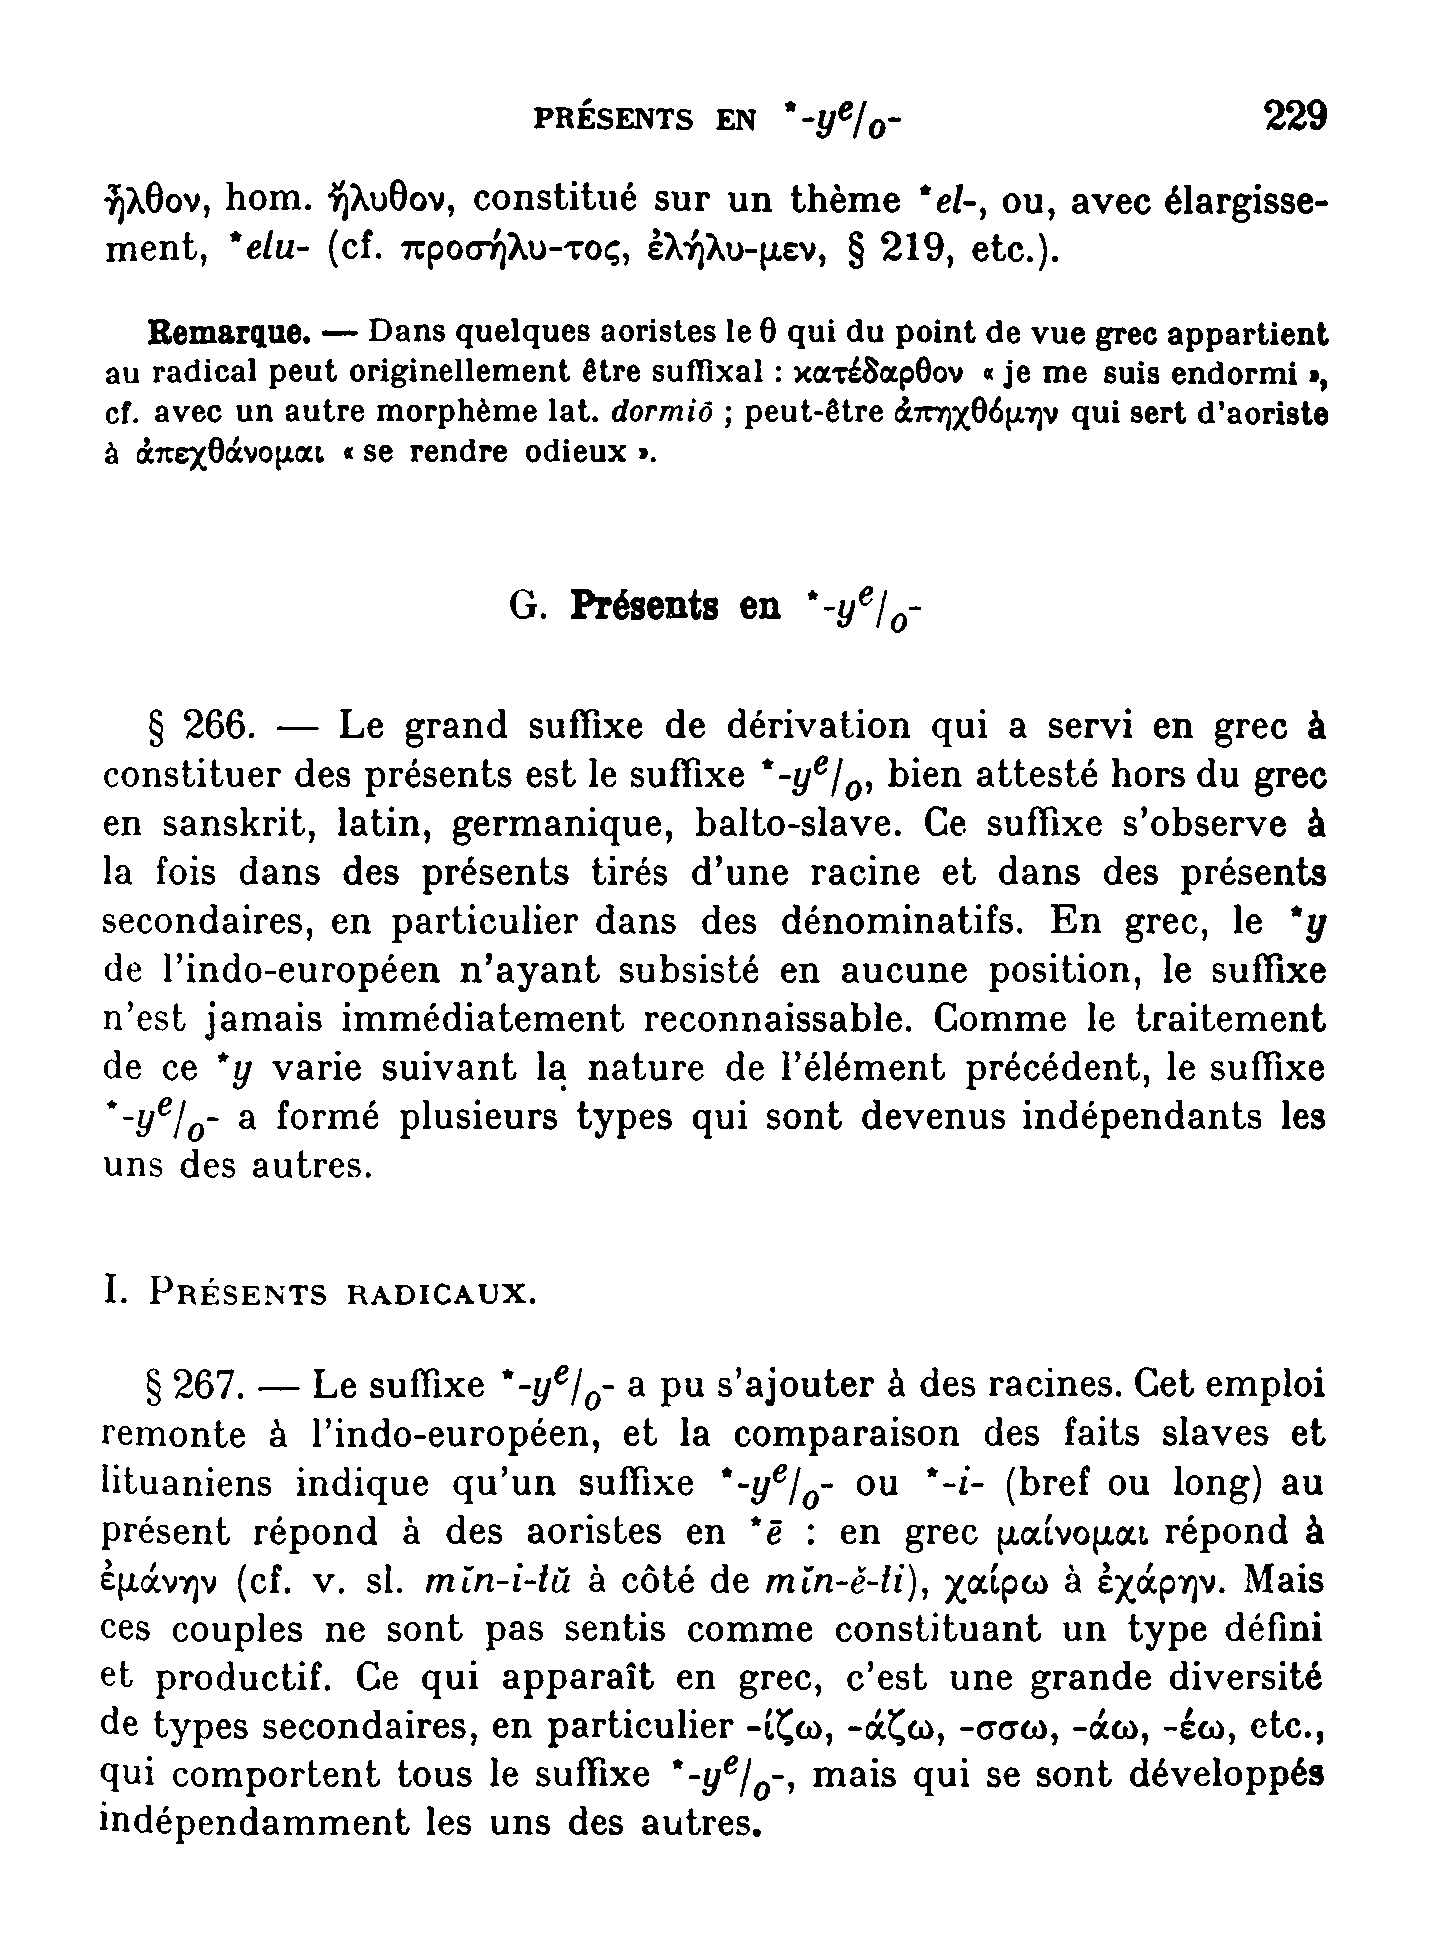 PRÉSENTS EN *-yᵉ/ₒ- 229
ἦλθον, hom. ἤλυθον, constitué sur un thème *el-, ou, avec élargisse-
ment, *elu- (cf. προσήλυ-τος, ἐλήλυ-μεν, § 219, etc.).
Remarque. — Dans quelques aoristes le θ qui du point de vue grec appartient
au radical peut originellement être suffixal : κατέδαρθον « je me suis endormi »,
cf. avec un autre morphème lat. dormiō ; peut-être ἀπηχθόμην qui sert d'aoriste
à ἀπεχθάνομαι « se rendre odieux ».
G. Présents en *-yᵉ/ₒ-
§ 266. — Le grand suffixe de dérivation qui a servi en grec à
constituer des présents est le suffixe *-yᵉ/ₒ, bien attesté hors du grec
en sanskrit, latin, germanique, balto-slave. Ce suffixe s'observe à
la fois dans des présents tirés d'une racine et dans des présents
secondaires, en particulier dans des dénominatifs. En grec, le *y
de l'indo-européen n'ayant subsisté en aucune position, le suffixe
n'est jamais immédiatement reconnaissable. Comme le traitement
de ce *y varie suivant la nature de l'élément précédent, le suffixe
*-yᵉ/ₒ- a formé plusieurs types qui sont devenus indépendants les
uns des autres.
I. PRÉSENTS RADICAUX.
§ 267. — Le suffixe *-yᵉ/ₒ- a pu s'ajouter à des racines. Cet emploi
remonte à l'indo-européen, et la comparaison des faits slaves et
lituaniens indique qu'un suffixe *-yᵉ/ₒ- ou *-i- (bref ou long) au
présent répond à des aoristes en *ē : en grec μαίνομαι répond à
ἐμάνην (cf. v. sl. mĭn-i-tŭ à côté de mĭn-ě-ti), χαίρω à ἐχάρην. Mais
ces couples ne sont pas sentis comme constituant un type défini
et productif. Ce qui apparaît en grec, c'est une grande diversité
de types secondaires, en particulier -ίζω, -άζω, -σσω, -άω, -έω, etc.,
qui comportent tous le suffixe *-yᵉ/ₒ-, mais qui se sont développés
indépendamment les uns des autres.